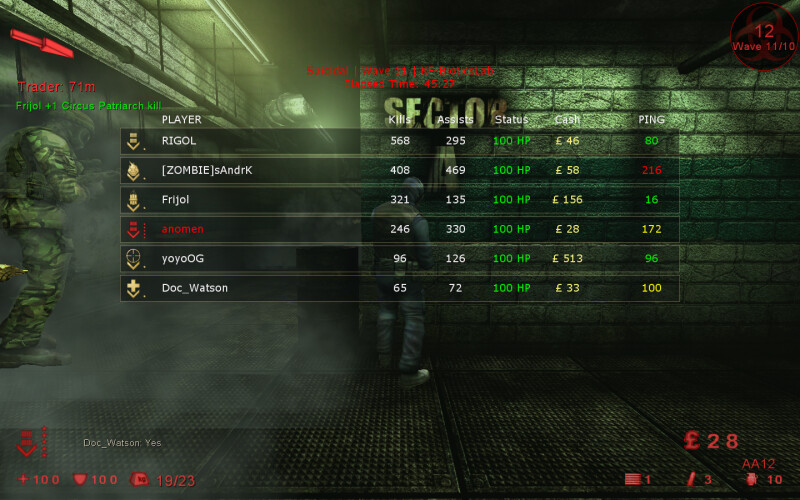 12
Wave 11/10
Trader: 71m
Elapsed Time: 45:27
Frijol +1 Circus Patriarch kill
SECTOR
PLAYER Kills Assists Status Cash PING
RIGOL 568 295 100 HP £ 46 80
[ZOMBIE]sAndrK 408 469 100 HP £ 58 216
Frijol 321 135 100 HP £ 156 16
anomen 246 330 100 HP £ 28 172
yoyoOG 96 126 100 HP £ 513 96
Doc_Watson 65 72 100 HP £ 33 100
Doc_Watson: Yes
£ 28
AA12
100 100 19/23 1 3 10